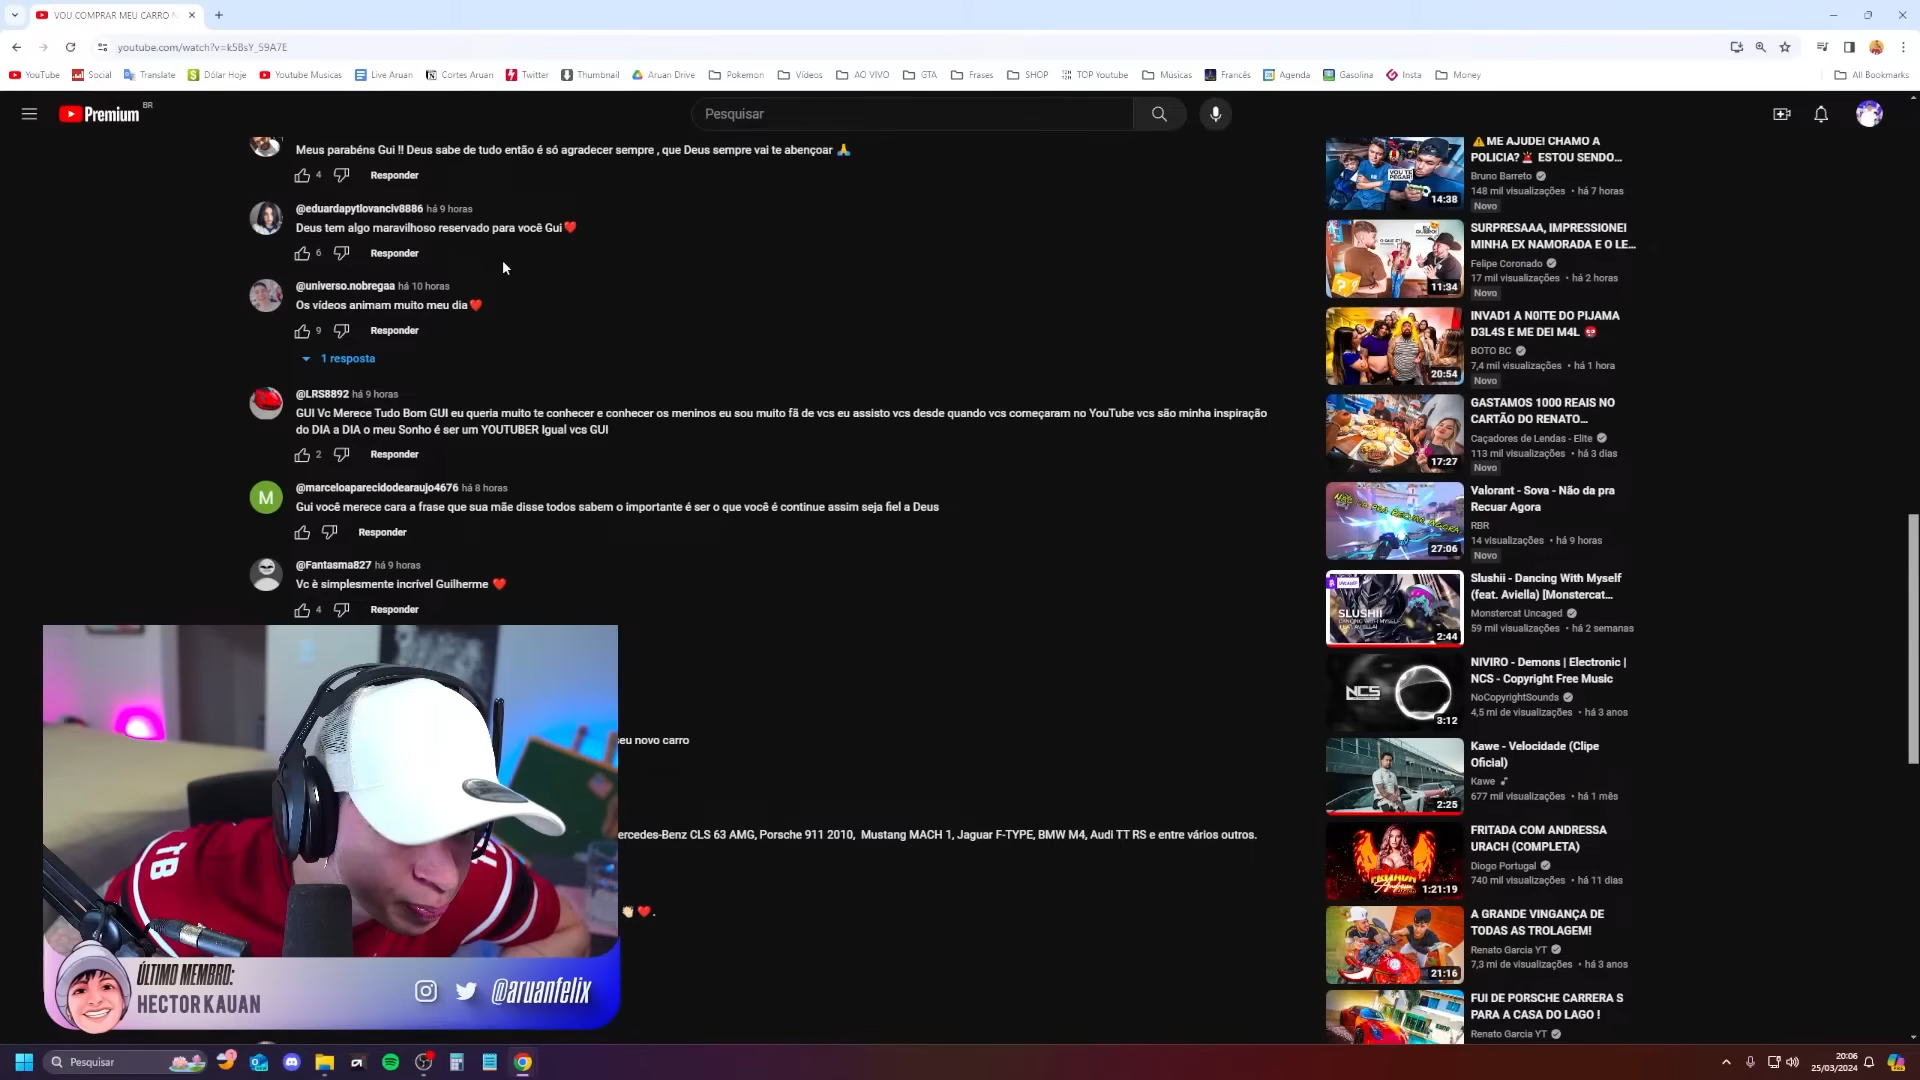 VOU COMPRAR MEU CARRO N
youtube.com/watch?v=k5BsY_59A7E
YouTube
Social
Translate
Dólar Hoje
Youtube Musicas
Live Aruan
Cortes Aruan
Twitter
Thumbnail
Aruan Drive
Pokemon
Vídeos
AO VIVO
GTA
Frases
SHOP
TOP Youtube
Músicas
Francês
Agenda
Gasolina
Insta
Money
All Bookmarks
Premium
BR
Pesquisar
Meus parabéns Gui !! Deus sabe de tudo então é só agradecer sempre , que Deus sempre vai te abençoar 🙏
4
Responder
@eduardapytlovanciv8886 há 9 horas
Deus tem algo maravilhoso reservado para você Gui❤️
6
Responder
@universo.nobregaa há 10 horas
Os vídeos animam muito meu dia❤️
9
Responder
1 resposta
@LRS8892 há 9 horas
GUI Vc Merece Tudo Bom GUI eu queria muito te conhecer e conhecer os meninos eu sou muito fã de vcs eu assisto vcs desde quando vcs começaram no YouTube vcs são minha inspiração
do DIA a DIA o meu Sonho é ser um YOUTUBER Igual vcs GUI
2
Responder
M
@marceloaparecidodearaujo4676 há 8 horas
Gui você merece cara a frase que sua mãe disse todos sabem o importante é ser o que você é continue assim seja fiel a Deus
Responder
@Fantasma827 há 9 horas
Vc è simplesmente incrível Guilherme ❤️
4
Responder
eu novo carro
ercedes-Benz CLS 63 AMG, Porsche 911 2010, Mustang MACH 1, Jaguar F-TYPE, BMW M4, Audi TT RS e entre vários outros.
👏🏻❤️.
TB
ÚLTIMO MEMBRO:
HECTOR KAUAN
@aruanfelix
VOU TE PEGAR!
14:38
⚠️ME AJUDE! CHAMO A
POLICIA?🚨 ESTOU SENDO...
Bruno Barreto
148 mil visualizações • há 7 horas
Novo
11:34
SURPRESAAA, IMPRESSIONEI
MINHA EX NAMORADA E O LE...
Felipe Coronado
17 mil visualizações • há 2 horas
Novo
20:54
INVAD1 A N0ITE DO PIJAMA
D3L4S E ME DEI M4L 🥵
BOTO BC
7,4 mil visualizações • há 1 hora
Novo
17:27
GASTAMOS 1000 REAIS NO
CARTÃO DO RENATO...
Caçadores de Lendas - Elite
113 mil visualizações • há 3 dias
Novo
NÃO DA PRA RECUAR AGORA
27:06
Valorant - Sova - Não da pra
Recuar Agora
RBR
14 visualizações • há 9 horas
Novo
SLUSHII
DANCING WITH MYSELF
2:44
Slushii - Dancing With Myself
(feat. Aviella) [Monstercat...
Monstercat Uncaged
59 mil visualizações • há 2 semanas
NCS
3:12
NIVIRO - Demons | Electronic |
NCS - Copyright Free Music
NoCopyrightSounds
4,5 mi de visualizações • há 3 anos
2:25
Kawe - Velocidade (Clipe
Oficial)
Kawe
677 mil visualizações • há 1 mês
FRITADA
1:21:19
FRITADA COM ANDRESSA
URACH (COMPLETA)
Diogo Portugal
740 mil visualizações • há 11 dias
21:16
A GRANDE VINGANÇA DE
TODAS AS TROLAGEM!
Renato Garcia YT
7,3 mi de visualizações • há 3 anos
FUI DE PORSCHE CARRERA S
PARA A CASA DO LAGO !
Renato Garcia YT
Pesquisar
20:06
25/03/2024